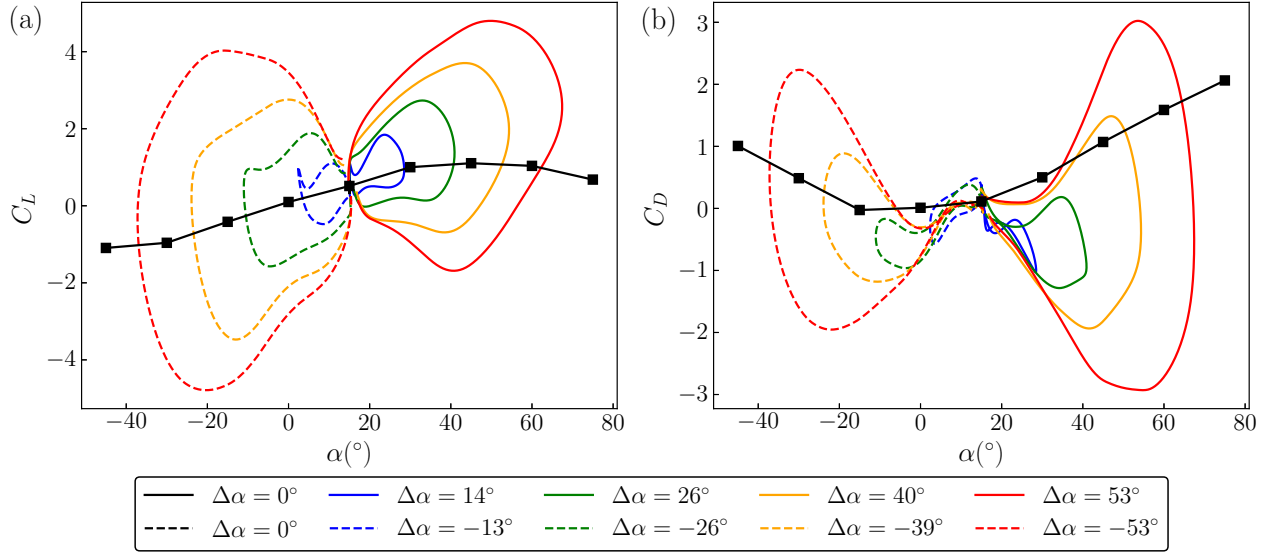 (a)
(b)
4
2
0
−2
−4
C_L
−40 −20 0 20 40 60 80
α(°)
3
2
1
0
−1
−2
−3
C_D
−40 −20 0 20 40 60 80
α(°)
Δα = 0° Δα = 14° Δα = 26° Δα = 40° Δα = 53°
Δα = 0° Δα = −13° Δα = −26° Δα = −39° Δα = −53°